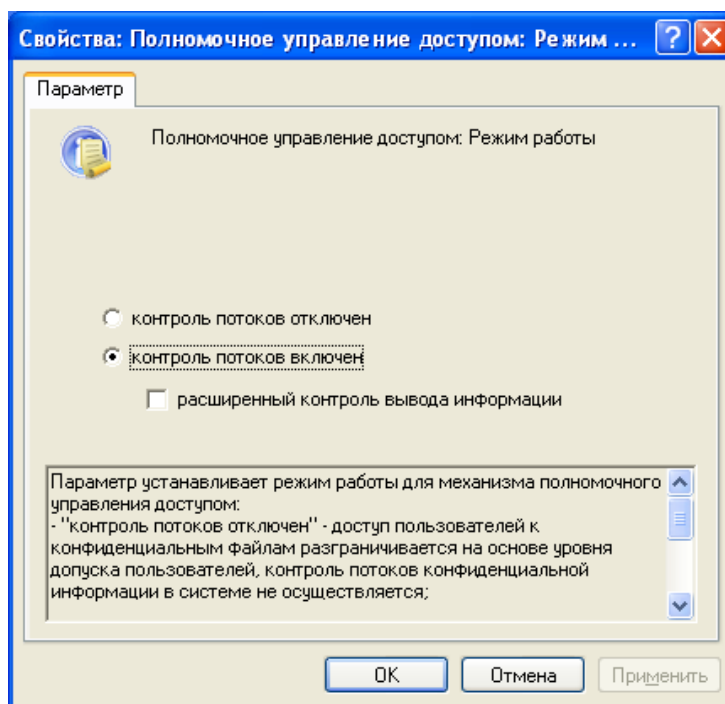 Свойства: Полномочное управление доступом: Режим ...
Параметр
Полномочное управление доступом: Режим работы
контроль потоков отключен
контроль потоков включен
расширенный контроль вывода информации
Параметр устанавливает режим работы для механизма полномочного
управления доступом:
- "контроль потоков отключен" - доступ пользователей к
конфиденциальным файлам разграничивается на основе уровня
допуска пользователей, контроль потоков конфиденциальной
информации в системе не осуществляется;
ОК Отмена Применить